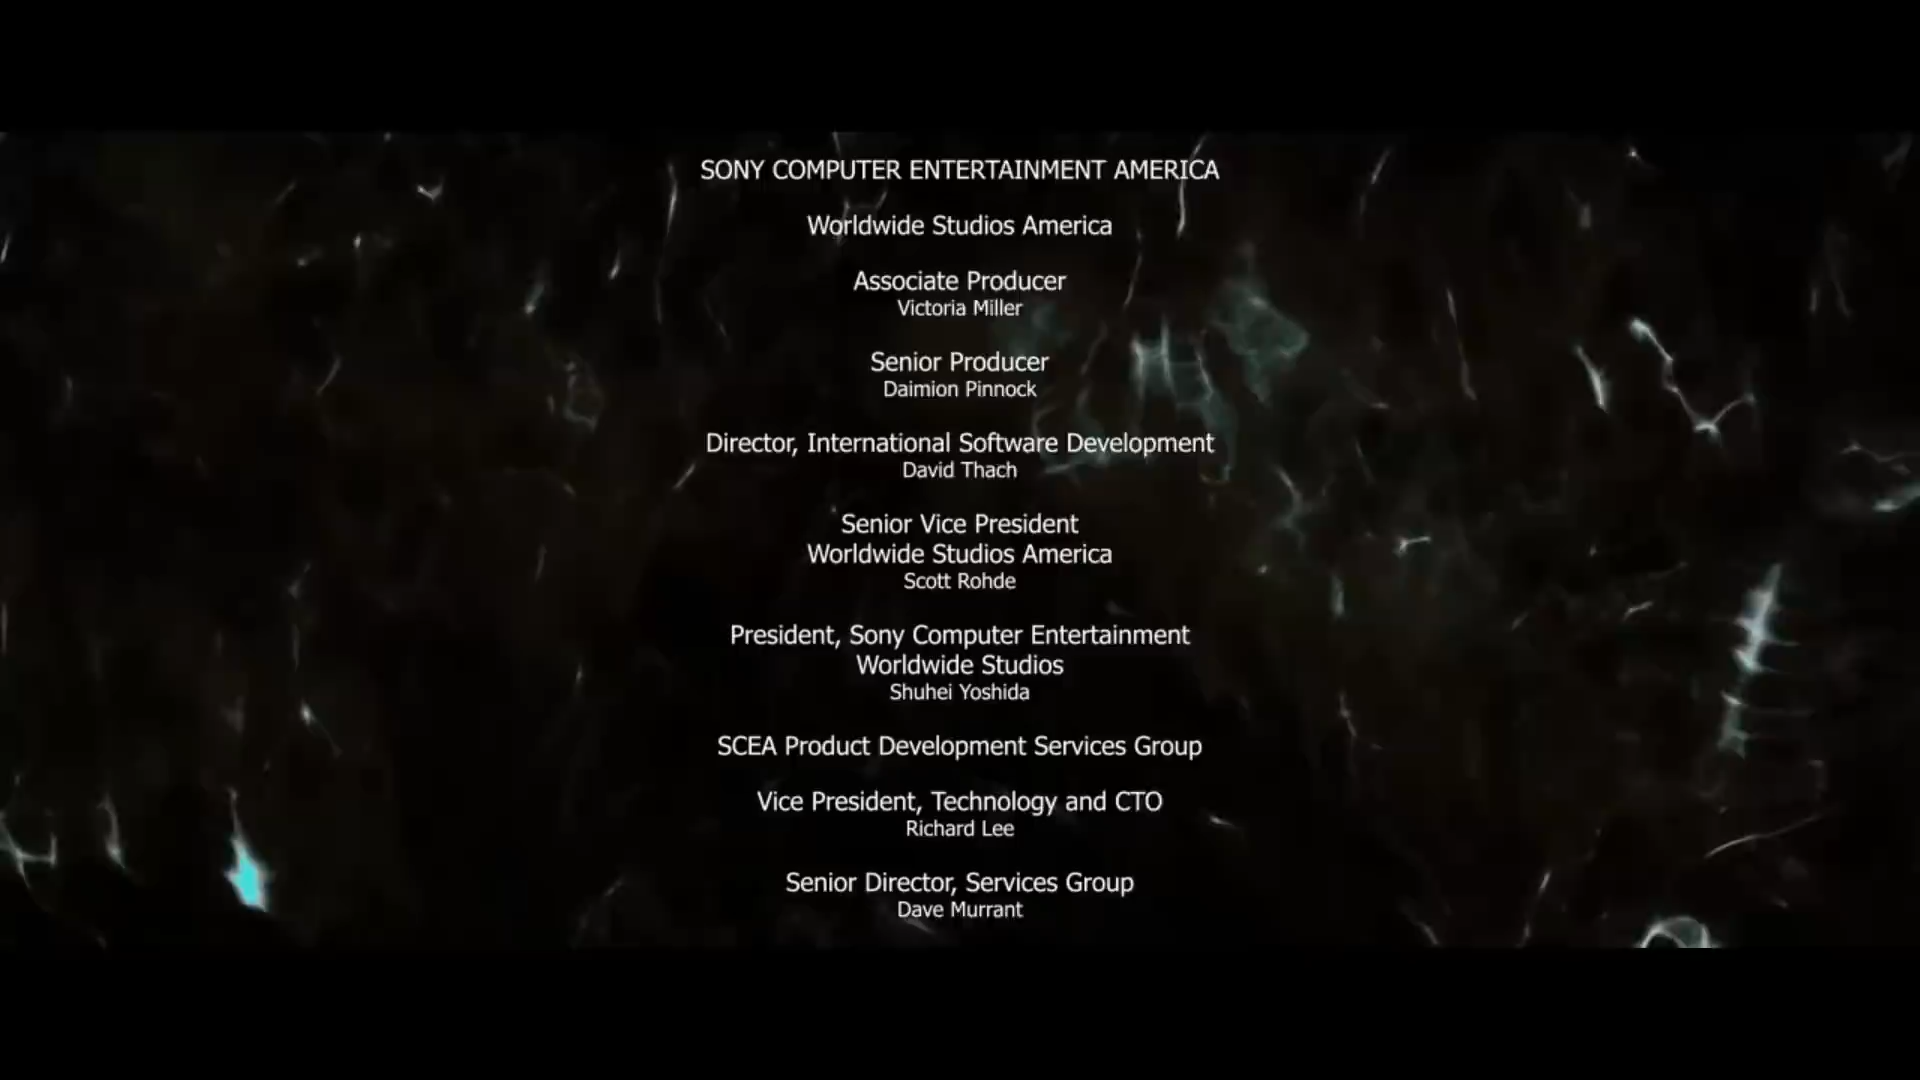 SONY COMPUTER ENTERTAINMENT AMERICA
Worldwide Studios America
Associate Producer
Victoria Miller
Senior Producer
Daimion Pinnock
Director, International Software Development
David Thach
Senior Vice President
Worldwide Studios America
Scott Rohde
President, Sony Computer Entertainment
Worldwide Studios
Shuhei Yoshida
SCEA Product Development Services Group
Vice President, Technology and CTO
Richard Lee
Senior Director, Services Group
Dave Murrant